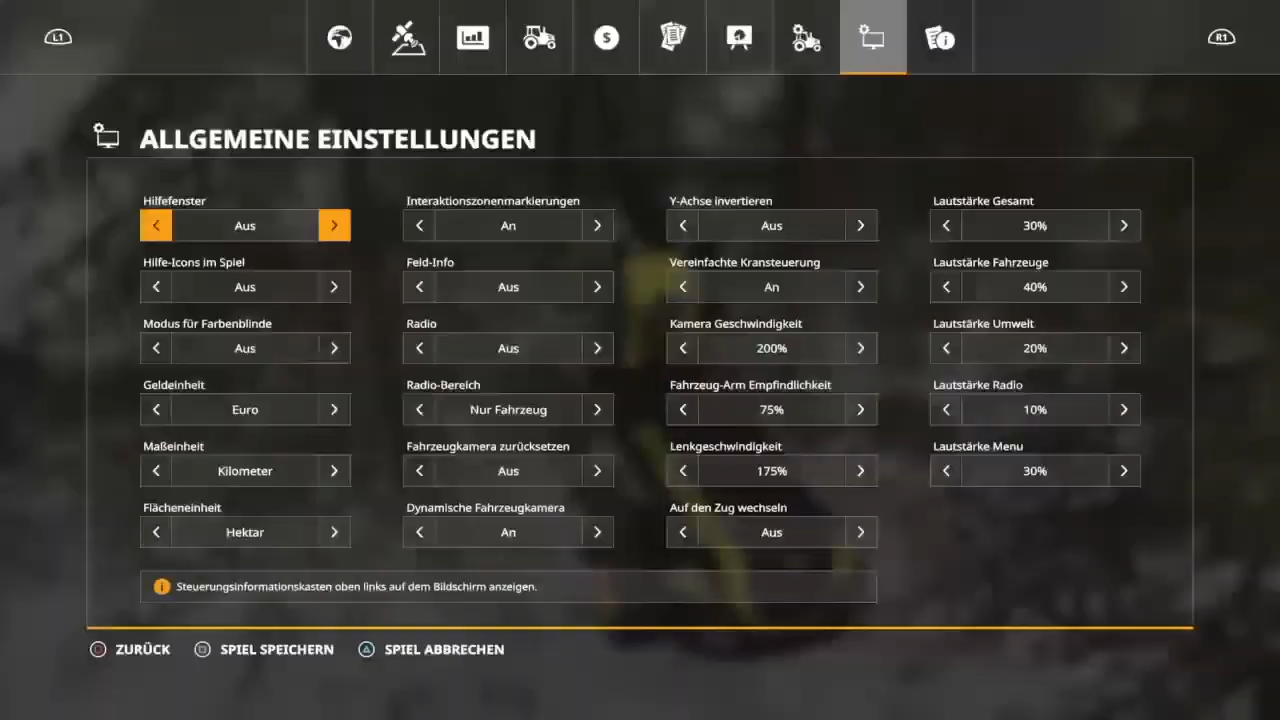 L1
R1
ALLGEMEINE EINSTELLUNGEN
Hilfefenster
Aus
Hilfe-Icons im Spiel
Aus
Modus für Farbenblinde
Aus
Geldeinheit
Euro
Maßeinheit
Kilometer
Flächeneinheit
Hektar
Interaktionszonenmarkierungen
An
Feld-Info
Aus
Radio
Aus
Radio-Bereich
Nur Fahrzeug
Fahrzeugkamera zurücksetzen
Aus
Dynamische Fahrzeugkamera
An
Y-Achse invertieren
Aus
Vereinfachte Kransteuerung
An
Kamera Geschwindigkeit
200%
Fahrzeug-Arm Empfindlichkeit
75%
Lenkgeschwindigkeit
175%
Auf den Zug wechseln
Aus
Lautstärke Gesamt
30%
Lautstärke Fahrzeuge
40%
Lautstärke Umwelt
20%
Lautstärke Radio
10%
Lautstärke Menu
30%
Steuerungsinformationskasten oben links auf dem Bildschirm anzeigen.
ZURÜCK
SPIEL SPEICHERN
SPIEL ABBRECHEN